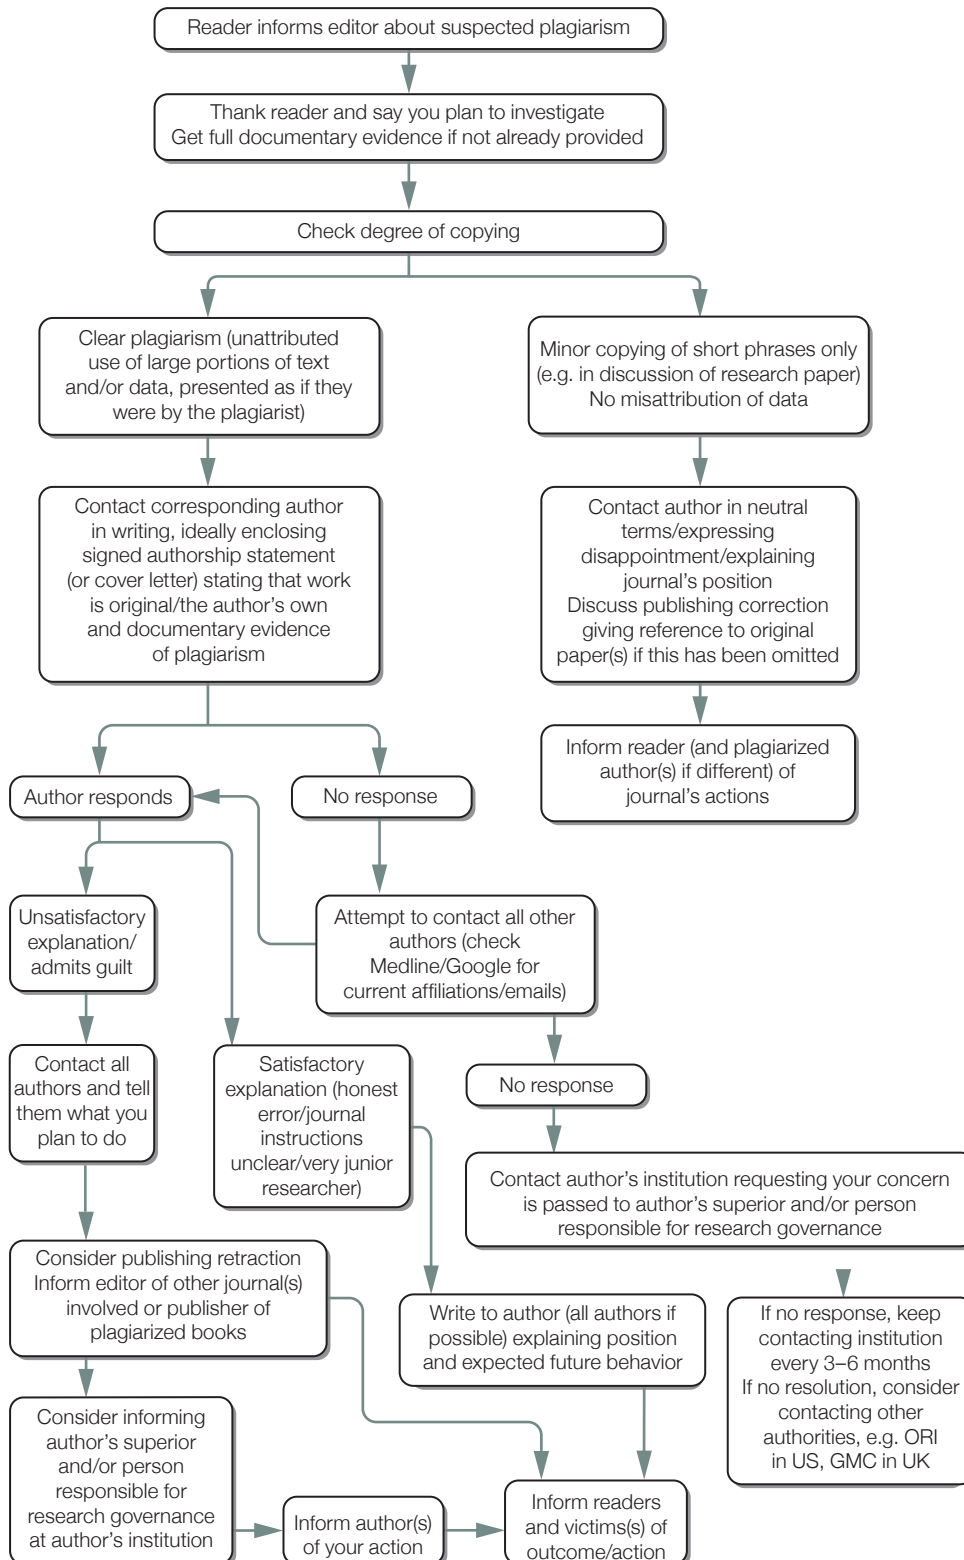 Reader informs editor about suspected plagiarism
Thank reader and say you plan to investigate
Get full documentary evidence if not already provided
Check degree of copying
Clear plagiarism (unattributed
use of large portions of text
and/or data, presented as if they
were by the plagiarist)
Minor copying of short phrases only
(e.g. in discussion of research paper)
No misattribution of data
Contact corresponding author
in writing, ideally enclosing
signed authorship statement
(or cover letter) stating that work
is original/the author's own
and documentary evidence
of plagiarism
Contact author in neutral
terms/expressing
disappointment/explaining
journal's position
Discuss publishing correction
giving reference to original
paper(s) if this has been omitted
Inform reader (and plagiarized
author(s) if different) of
journal's actions
Author responds
No response
Unsatisfactory
explanation/
admits guilt
Attempt to contact all other
authors (check
Medline/Google for
current affiliations/emails)
Contact all
authors and tell
them what you
plan to do
Satisfactory
explanation (honest
error/journal
instructions
unclear/very junior
researcher)
No response
Contact author's institution requesting your concern
is passed to author's superior and/or person
responsible for research governance
Consider publishing retraction
Inform editor of other journal(s)
involved or publisher of
plagiarized books
Write to author (all authors if
possible) explaining position
and expected future behavior
If no response, keep
contacting institution
every 3–6 months
If no resolution, consider
contacting other
authorities, e.g. ORI
in US, GMC in UK
Consider informing
author's superior
and/or person
responsible for
research governance
at author's institution
Inform author(s)
of your action
Inform readers
and victims(s) of
outcome/action